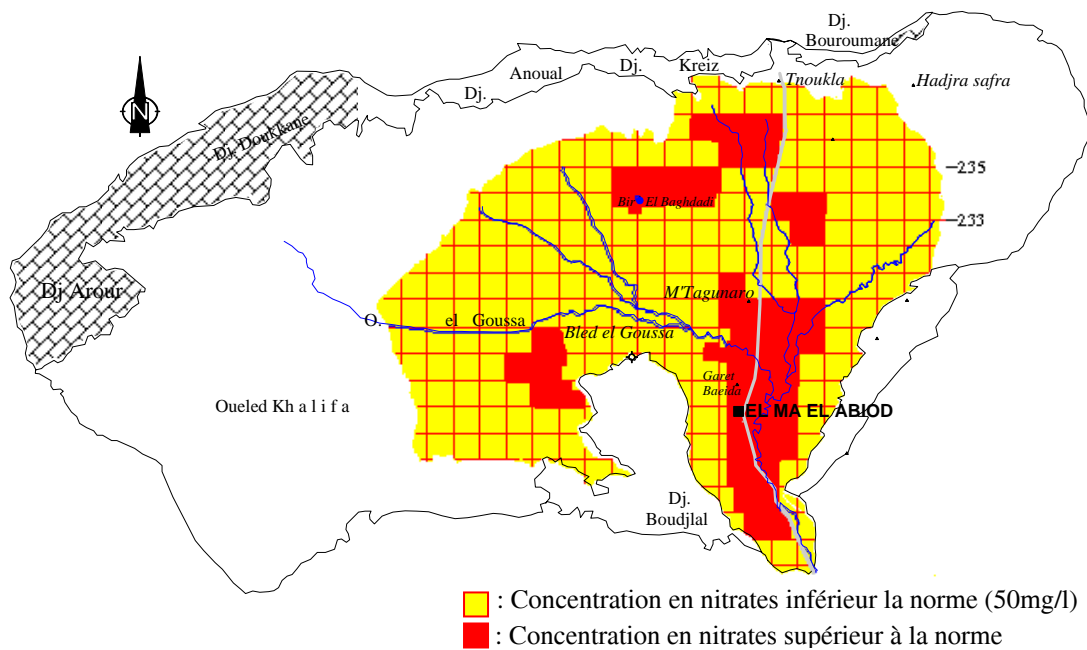 Dj.
Bouroumane
Dj.
Kreiz
Anoual
Dj.
Tnoukla
Hadjra safra
N
Dj. Doukkane
235
Bir El Baghdadi
233
Dj Arour
M'Tagunaro
O. el Goussa
Bled el Goussa
Garet
Baeida
Oueled Kh a l i f a
EL MA EL ABIOD
Dj.
Boudjlal
: Concentration en nitrates inférieur la norme (50mg/l)
: Concentration en nitrates supérieur à la norme